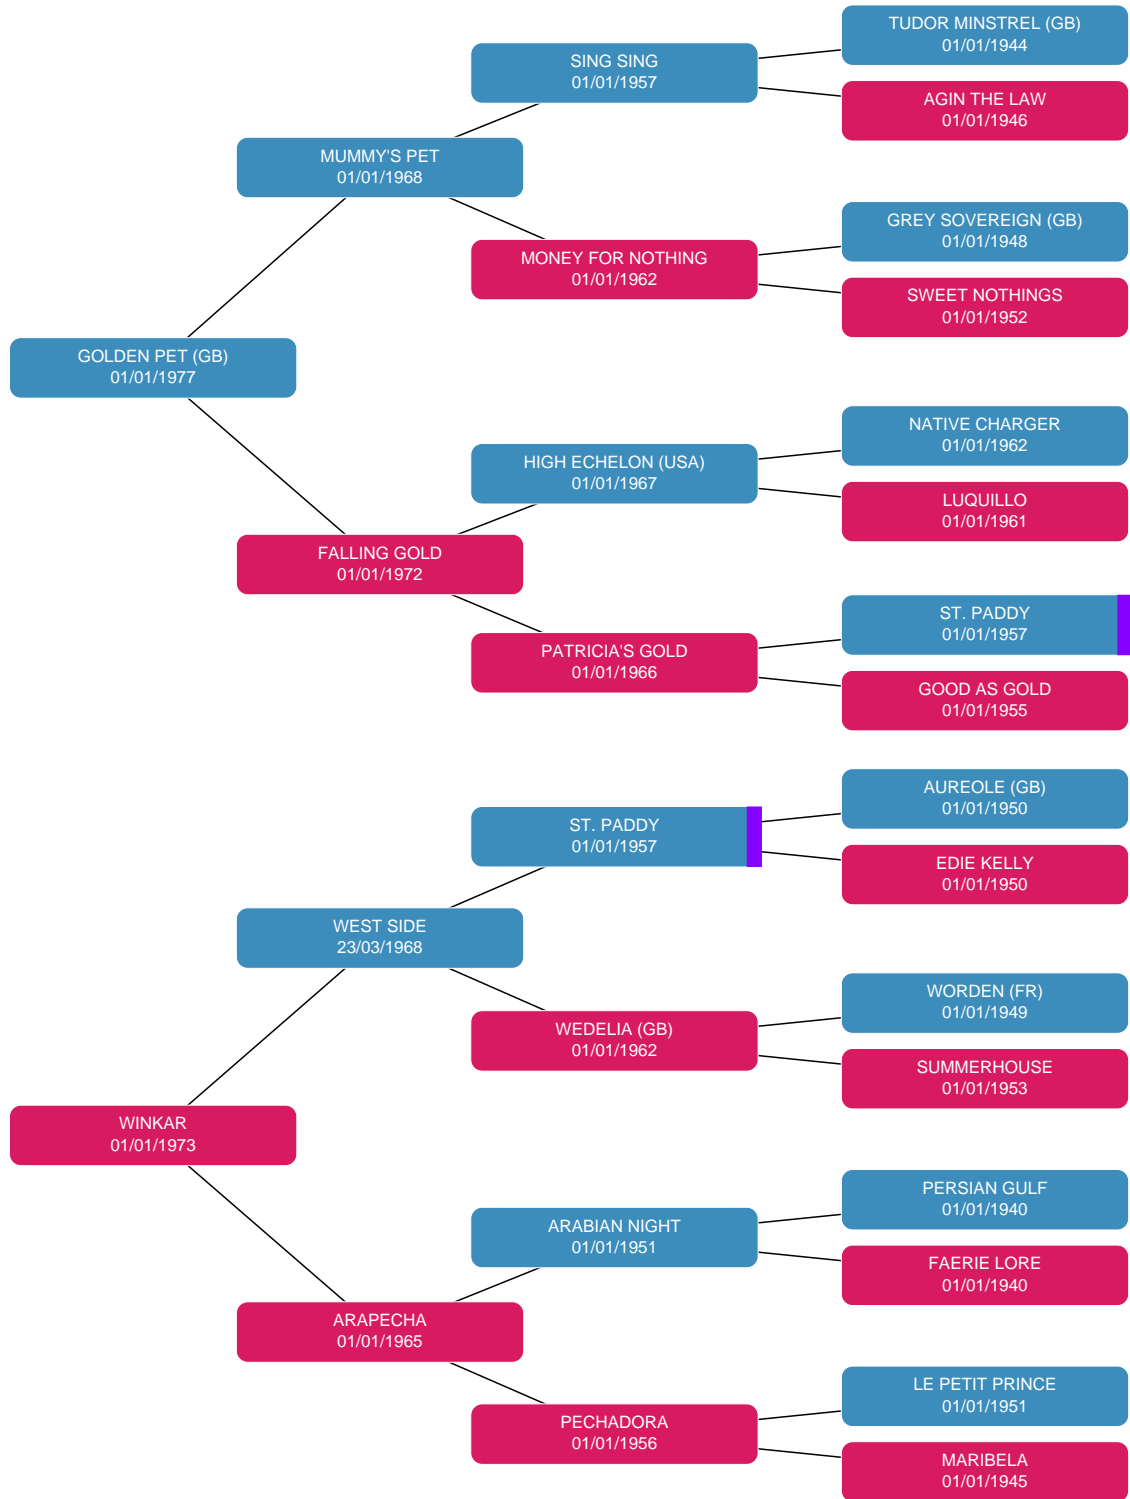 TUDOR MINSTREL (GB)
01/01/1944
SING SING
01/01/1957
AGIN THE LAW
01/01/1946
MUMMY'S PET
01/01/1968
GREY SOVEREIGN (GB)
01/01/1948
MONEY FOR NOTHING
01/01/1962
SWEET NOTHINGS
01/01/1952
GOLDEN PET (GB)
01/01/1977
NATIVE CHARGER
01/01/1962
HIGH ECHELON (USA)
01/01/1967
LUQUILLO
01/01/1961
FALLING GOLD
01/01/1972
ST. PADDY
01/01/1957
PATRICIA'S GOLD
01/01/1966
GOOD AS GOLD
01/01/1955
AUREOLE (GB)
01/01/1950
ST. PADDY
01/01/1957
EDIE KELLY
01/01/1950
WEST SIDE
23/03/1968
WORDEN (FR)
01/01/1949
WEDELIA (GB)
01/01/1962
SUMMERHOUSE
01/01/1953
WINKAR
01/01/1973
PERSIAN GULF
01/01/1940
ARABIAN NIGHT
01/01/1951
FAERIE LORE
01/01/1940
ARAPECHA
01/01/1965
LE PETIT PRINCE
01/01/1951
PECHADORA
01/01/1956
MARIBELA
01/01/1945